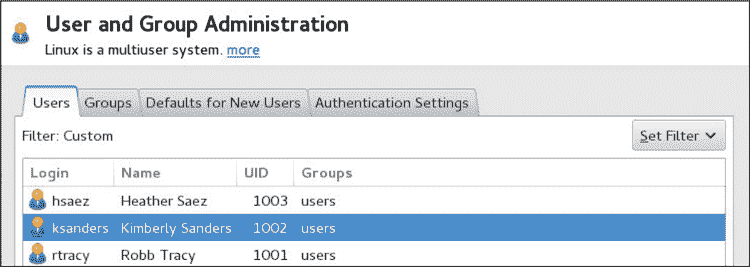 User and Group Administration
Linux is a multiuser system. more
Users Groups Defaults for New Users Authentication Settings
Filter: Custom Set Filter
Login Name UID Groups
hsaez Heather Saez 1003 users
ksanders Kimberly Sanders 1002 users
rtracy Robb Tracy 1001 users